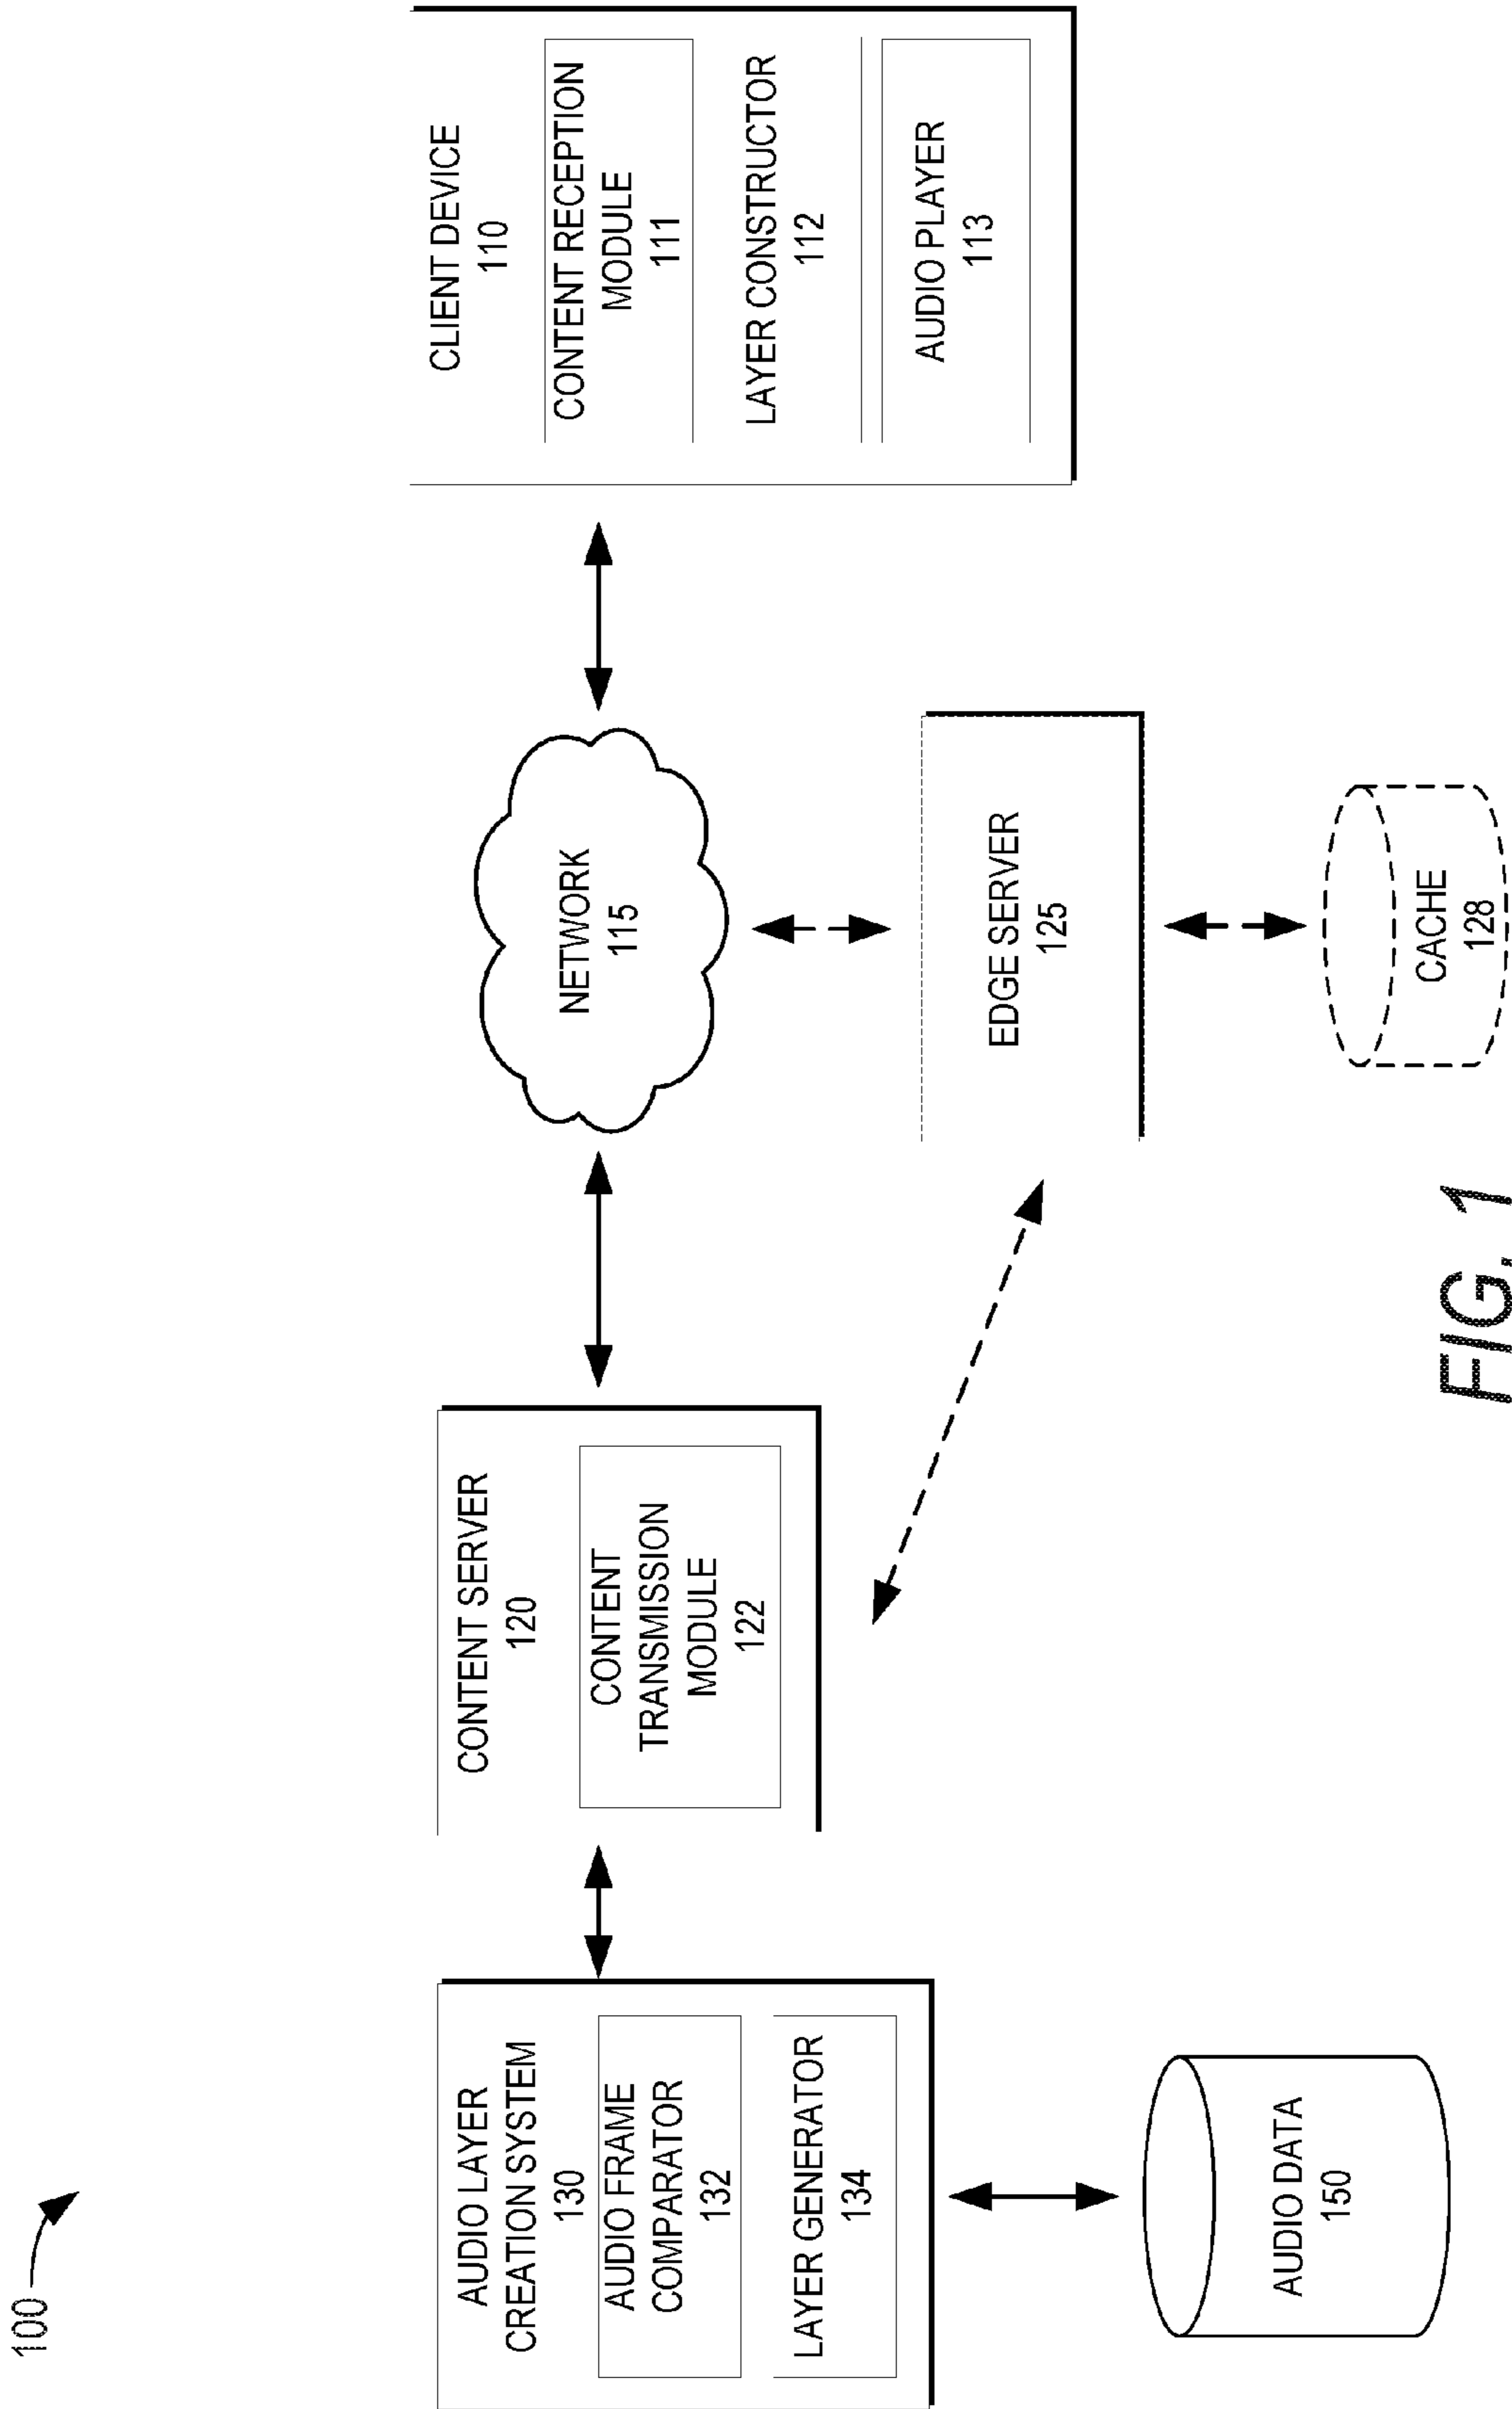 100
AUDIO LAYER
CREATION SYSTEM
130
AUDIO FRAME
COMPARATOR
132
LAYER GENERATOR
134
AUDIO DATA
150
CONTENT SERVER
120
CONTENT
TRANSMISSION
MODULE
122
NETWORK
115
EDGE SERVER
125
CACHE
128
CLIENT DEVICE
110
CONTENT RECEPTION
MODULE
111
LAYER CONSTRUCTOR
112
AUDIO PLAYER
113
FIG. 1